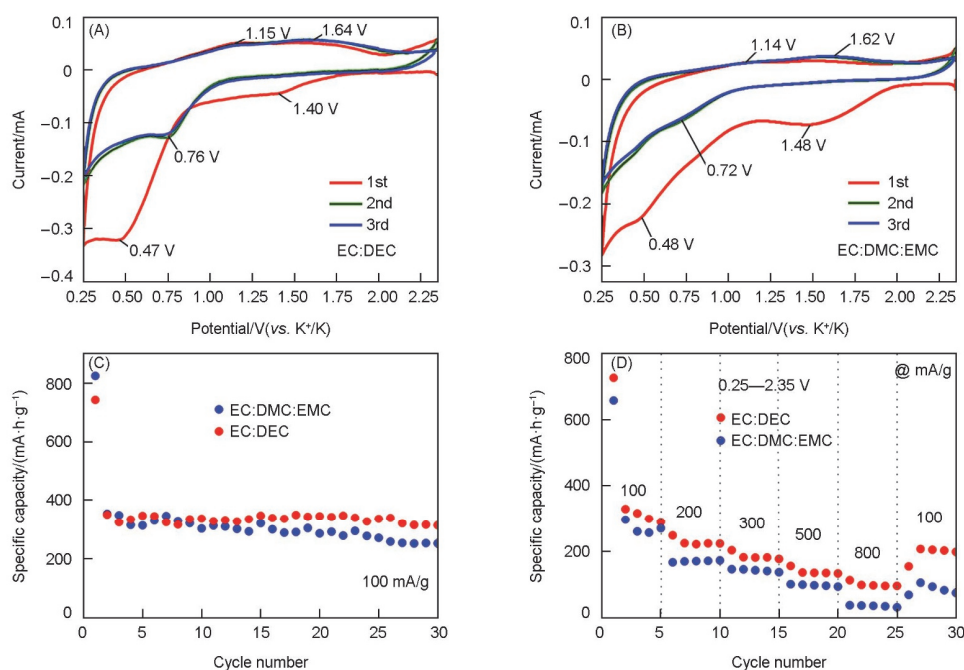 (A)
0.1
0
−0.1
−0.2
−0.3
−0.4
Current/mA
1.15 V
1.64 V
1.40 V
0.76 V
0.47 V
1st
2nd
3rd
EC:DEC
0.25 0.50 0.75 1.00 1.25 1.50 1.75 2.00 2.25
Potential/V(vs. K⁺/K)
(B)
0.1
0
−0.1
−0.2
−0.3
Current/mA
1.14 V
1.62 V
1.48 V
0.72 V
0.48 V
1st
2nd
3rd
EC:DMC:EMC
0.25 0.50 0.75 1.00 1.25 1.50 1.75 2.00 2.25
Potential/V(vs. K⁺/K)
(C)
800
600
400
200
0
Specific capacity/(mA·h·g⁻¹)
EC:DMC:EMC
EC:DEC
100 mA/g
0 5 10 15 20 25 30
Cycle number
(D)
@ mA/g
800
600
400
200
0
Specific capacity/(mA·h·g⁻¹)
0.25—2.35 V
EC:DEC
EC:DMC:EMC
100
200
300
500
800
100
0 5 10 15 20 25 30
Cycle number